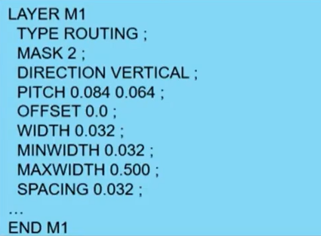 LAYER M1
TYPE ROUTING ;
MASK 2 ;
DIRECTION VERTICAL ;
PITCH 0.084 0.064 ;
OFFSET 0.0 ;
WIDTH 0.032 ;
MINWIDTH 0.032 ;
MAXWIDTH 0.500 ;
SPACING 0.032 ;
...
END M1